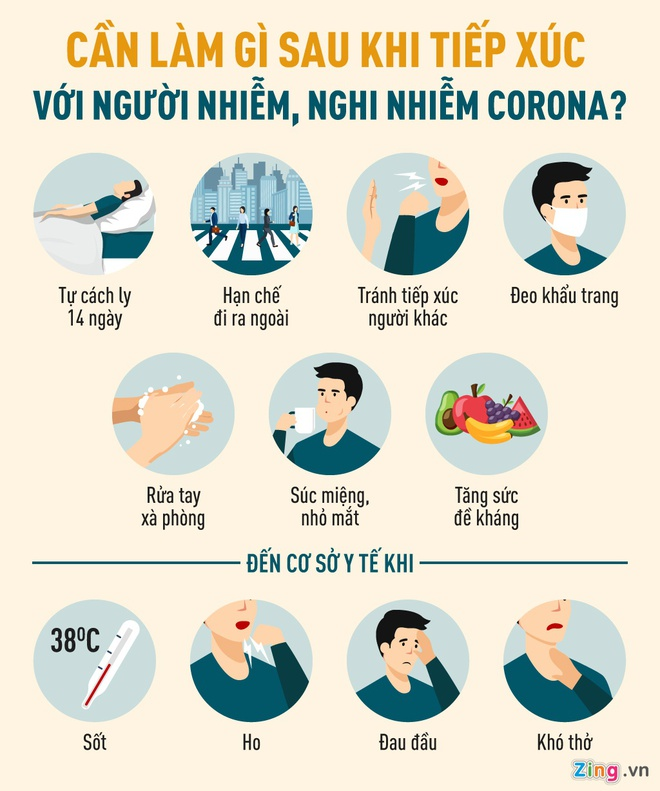 CẦN LÀM GÌ SAU KHI TIẾP XÚC
VỚI NGƯỜI NHIỄM, NGHI NHIỄM CORONA?
Tự cách ly
14 ngày
Hạn chế
đi ra ngoài
Tránh tiếp xúc
người khác
Đeo khẩu trang
Rửa tay
xà phòng
Súc miệng,
nhỏ mắt
Tăng sức
đề kháng
ĐẾN CƠ SỞ Y TẾ KHI
38⁰C
Sốt
Ho
Đau đầu
Khó thở
Zing.vn